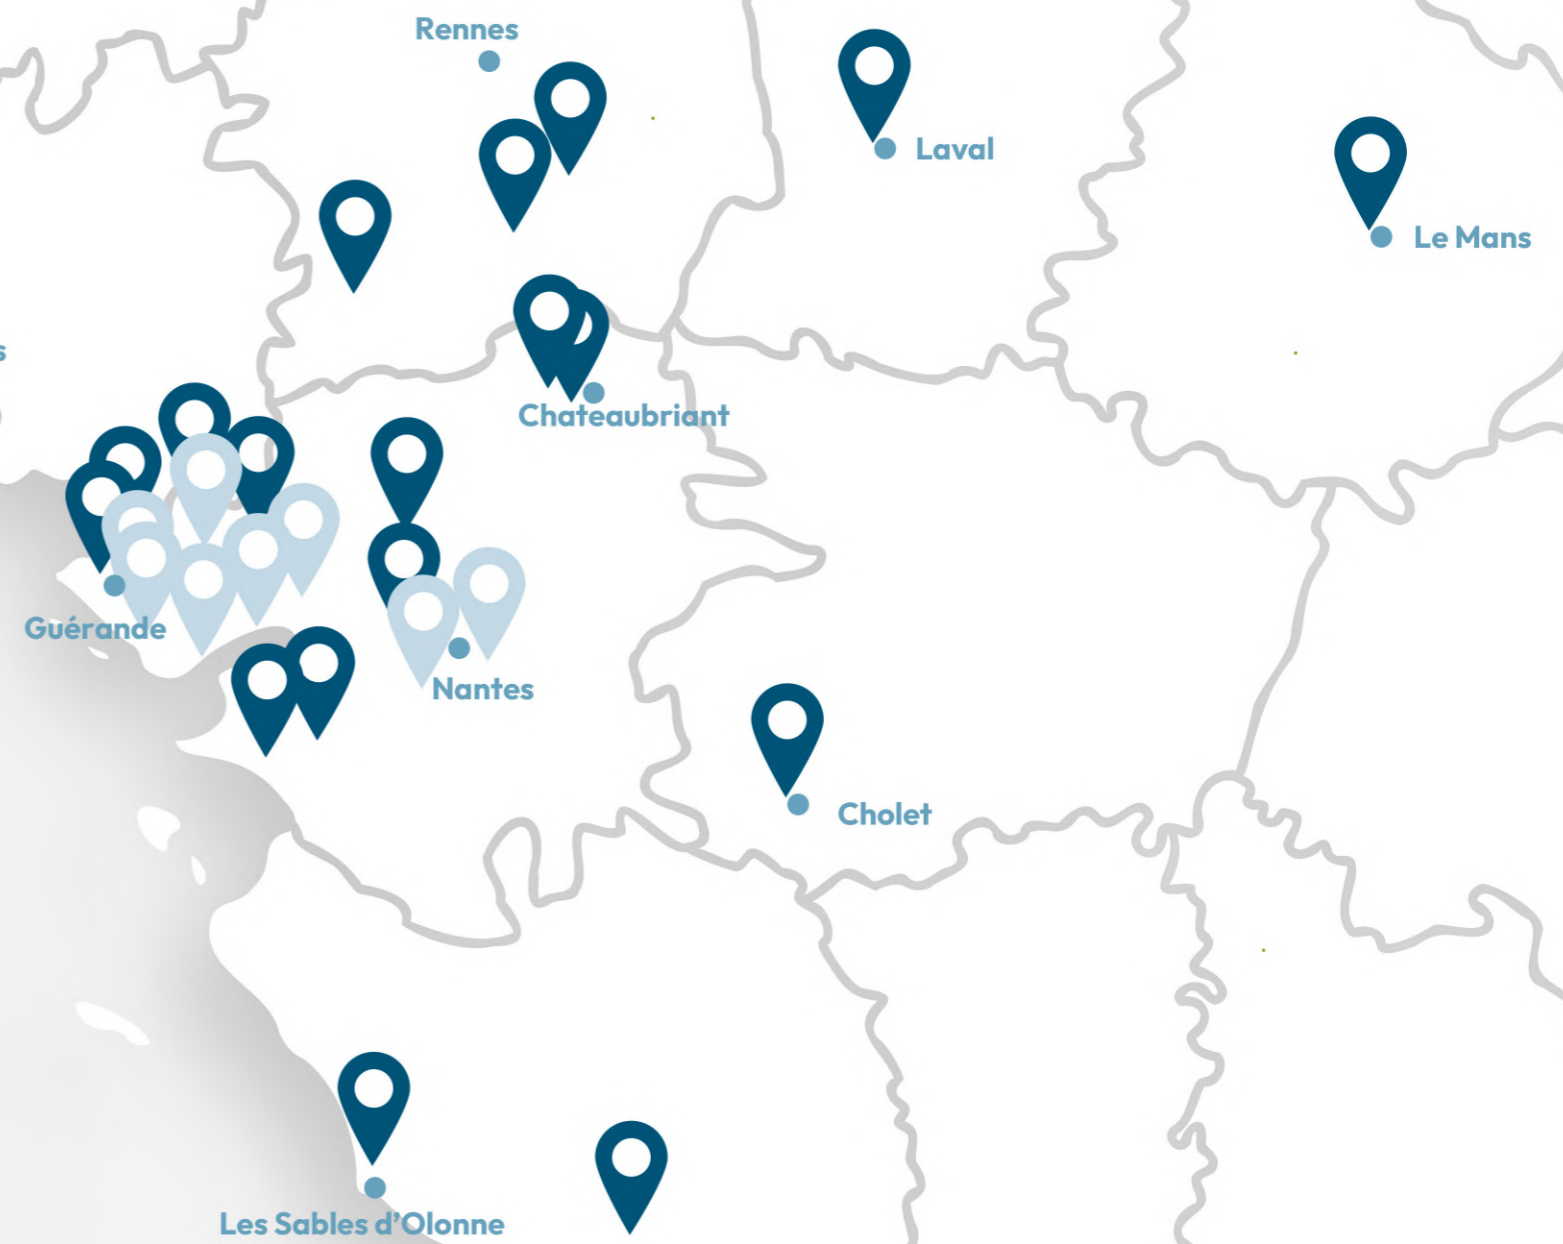 Rennes
Laval
Le Mans
s
Chateaubriant
Guérande
Nantes
Cholet
Les Sables d'Olonne